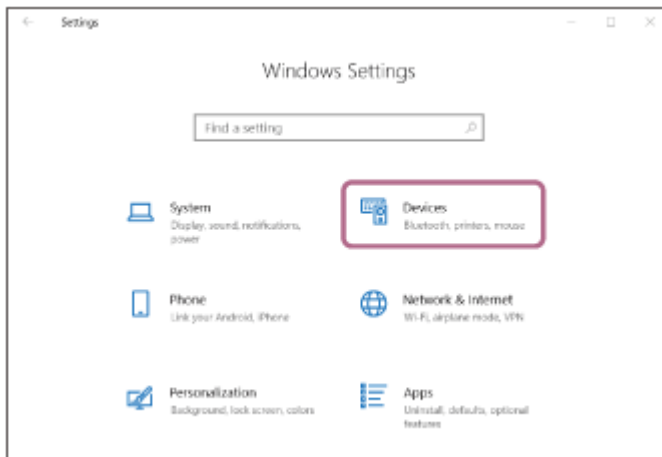 Settings
Windows Settings
Find a setting
System
Display, sound, notifications,
power
Devices
Bluetooth, printers, mouse
Phone
Link your Android, iPhone
Network & Internet
Wi-Fi, airplane mode, VPN
Personalization
Background, lock screen, colors
Apps
Uninstall, defaults, optional
features